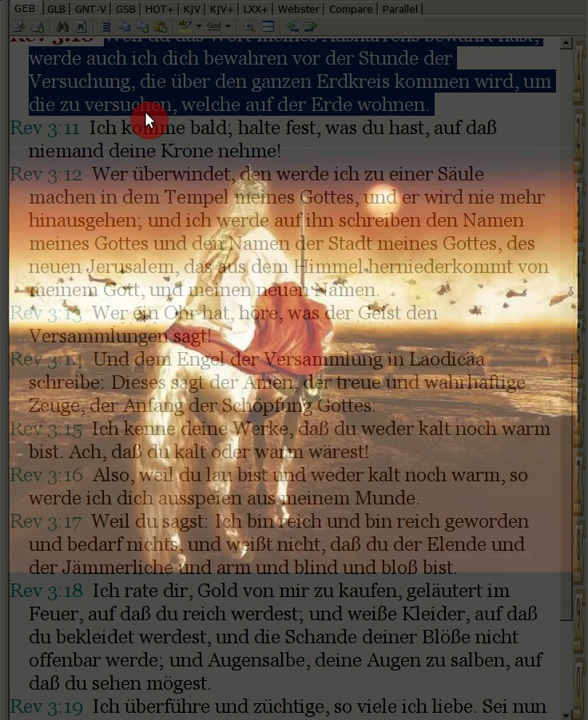 GEB GLB GNT-V GSB HOT+ KJV KJV+ LXX+ Webster Compare Parallel
Rev 3:10 Weil du das Wort meines Ausharrens bewahrt hast,
werde auch ich dich bewahren vor der Stunde der
Versuchung, die über den ganzen Erdkreis kommen wird, um
die zu versuchen, welche auf der Erde wohnen.
Rev 3:11 Ich komme bald; halte fest, was du hast, auf daß
niemand deine Krone nehme!
Rev 3:12 Wer überwindet, den werde ich zu einer Säule
machen in dem Tempel meines Gottes, und er wird nie mehr
hinausgehen; und ich werde auf ihn schreiben den Namen
meines Gottes und den Namen der Stadt meines Gottes, des
neuen Jerusalem, das aus dem Himmel herniederkommt von
meinem Gott, und meinen neuen Namen.
Rev 3:13 Wer ein Ohr hat, höre, was der Geist den
Versammlungen sagt!
Rev 3:14 Und dem Engel der Versammlung in Laodicäa
schreibe: Dieses sagt der Amen, der treue und wahrhaftige
Zeuge, der Anfang der Schöpfung Gottes:
Rev 3:15 Ich kenne deine Werke, daß du weder kalt noch warm
bist. Ach, daß du kalt oder warm wärest!
Rev 3:16 Also, weil du lau bist und weder kalt noch warm, so
werde ich dich ausspeien aus meinem Munde.
Rev 3:17 Weil du sagst: Ich bin reich und bin reich geworden
und bedarf nichts, und weißt nicht, daß du der Elende und
der Jämmerliche und arm und blind und bloß bist.
Rev 3:18 Ich rate dir, Gold von mir zu kaufen, geläutert im
Feuer, auf daß du reich werdest; und weiße Kleider, auf daß
du bekleidet werdest, und die Schande deiner Blöße nicht
offenbar werde; und Augensalbe, deine Augen zu salben, auf
daß du sehen mögest.
Rev 3:19 Ich überführe und züchtige, so viele ich liebe. Sei nun